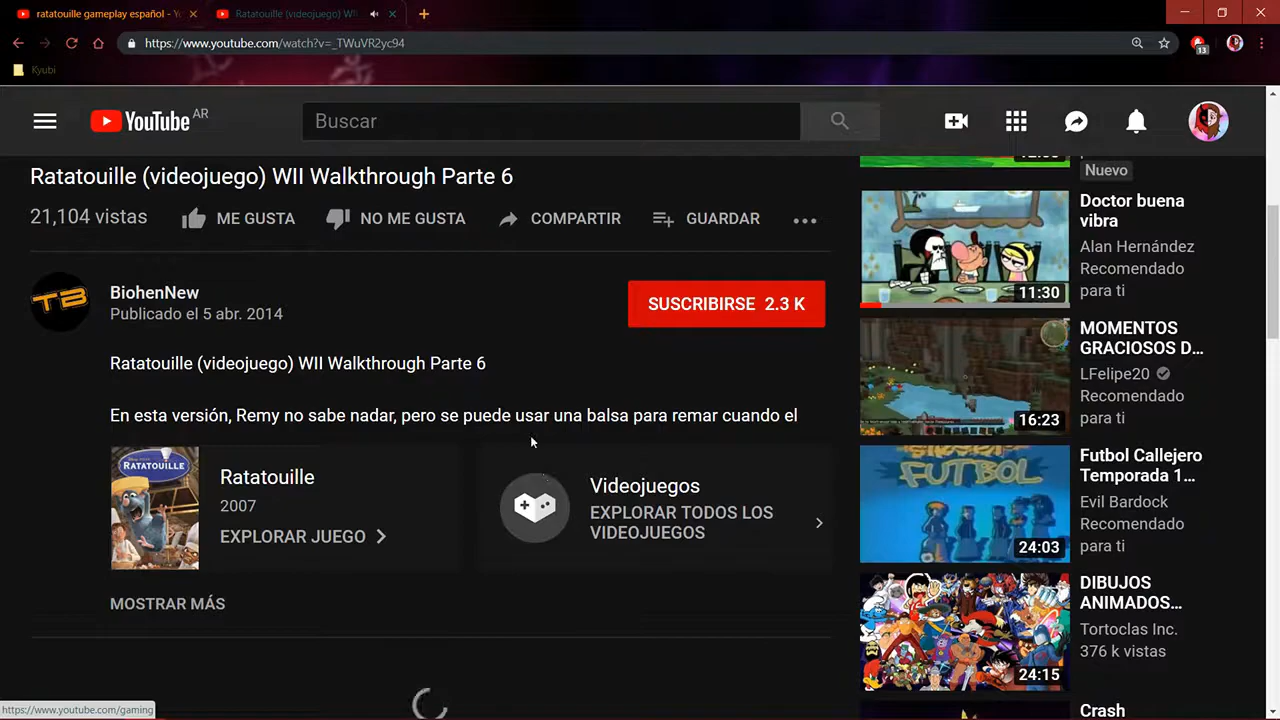 ratatouille gameplay español - Y
Ratatouille (videojuego) WII
https://www.youtube.com/watch?v=_TWuVR2yc94
13
Kyubi
YouTube AR
Buscar
Ratatouille (videojuego) WII Walkthrough Parte 6
21,104 vistas
ME GUSTA
NO ME GUSTA
COMPARTIR
GUARDAR
BiohenNew
Publicado el 5 abr. 2014
SUSCRIBIRSE 2.3 K
TB
Ratatouille (videojuego) WII Walkthrough Parte 6
En esta versión, Remy no sabe nadar, pero se puede usar una balsa para remar cuando el
RATATOUILLE
Ratatouille
2007
EXPLORAR JUEGO
Videojuegos
EXPLORAR TODOS LOS
VIDEOJUEGOS
MOSTRAR MÁS
Nuevo
11:30
Doctor buena
vibra
Alan Hernández
Recomendado
para ti
16:23
MOMENTOS
GRACIOSOS D...
LFelipe20
Recomendado
para ti
FUTBOL
24:03
Futbol Callejero
Temporada 1...
Evil Bardock
Recomendado
para ti
24:15
DIBUJOS
ANIMADOS...
Tortoclas Inc.
376 k vistas
Crash
https://www.youtube.com/gaming